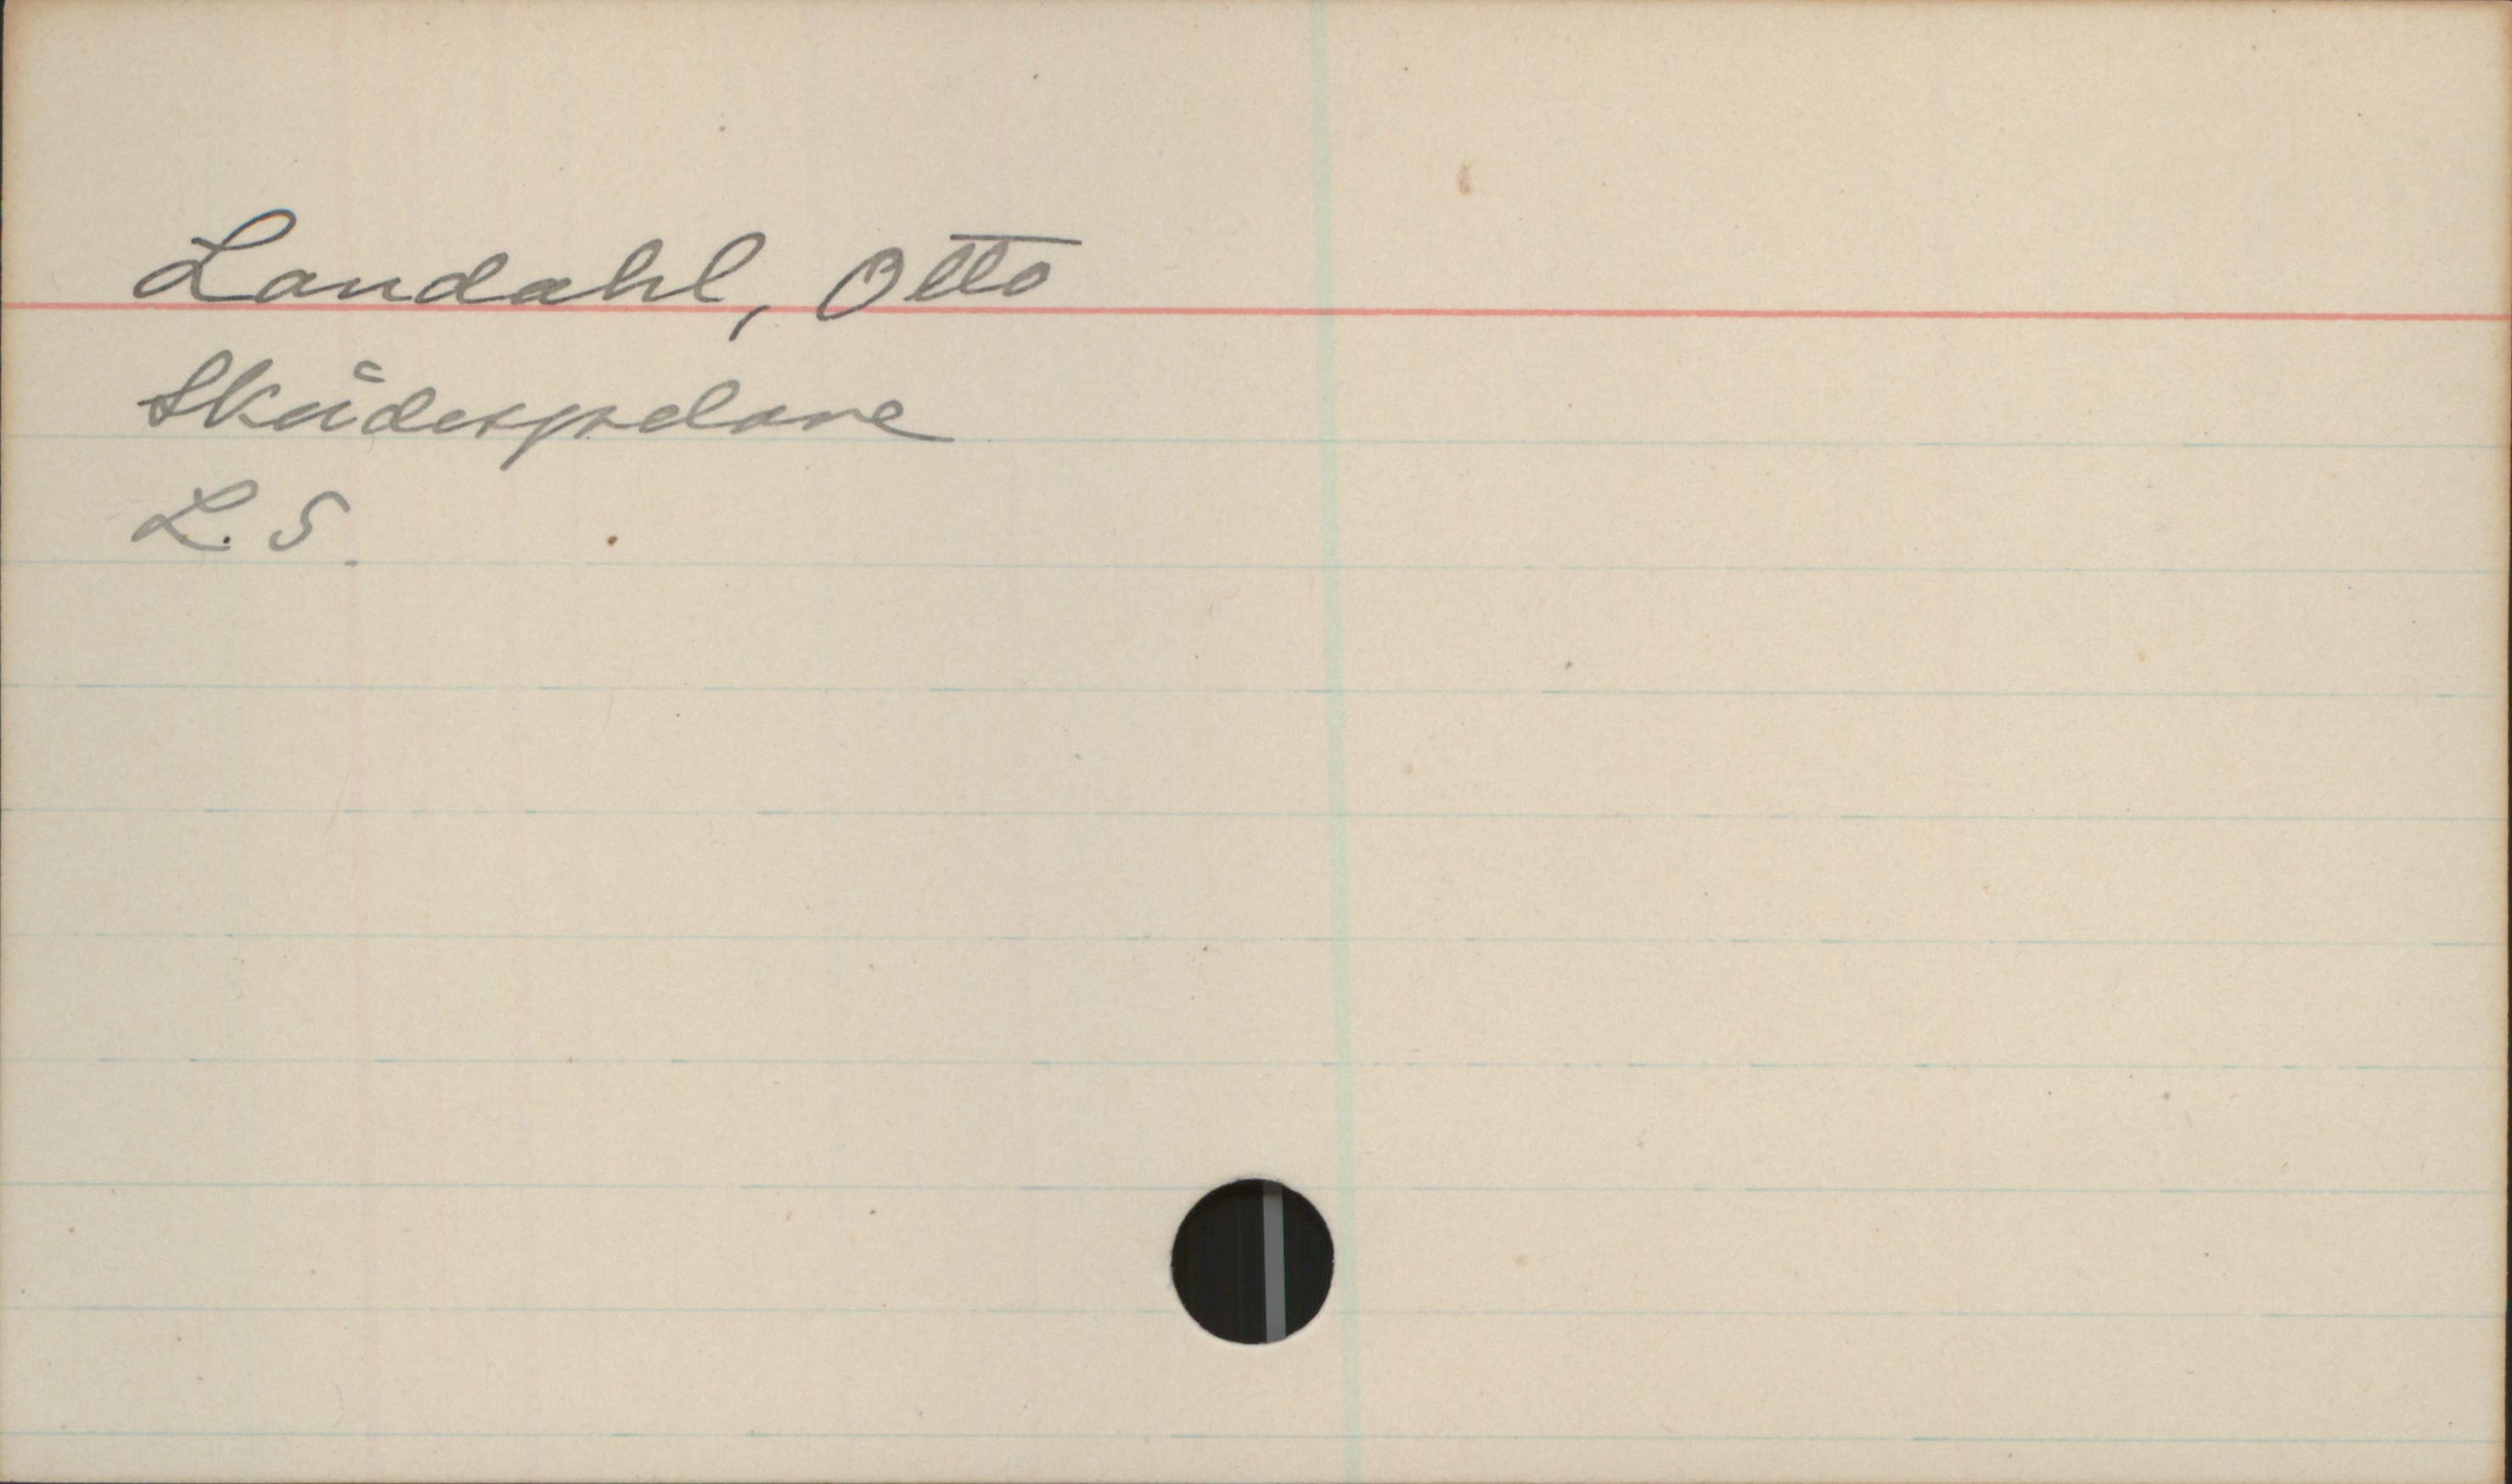 Landahl, Otto
Skådespelare
L. S.